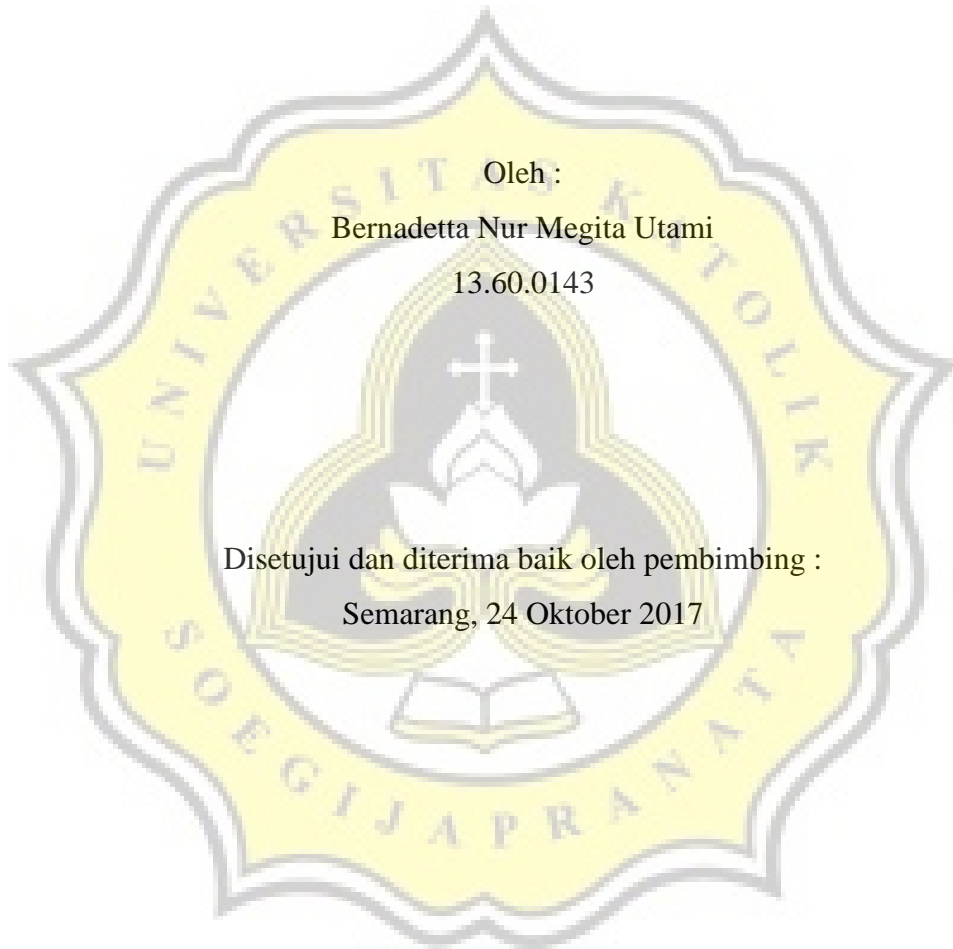 Oleh :
Bernadetta Nur Megita Utami
13.60.0143
Disetujui dan diterima baik oleh pembimbing :
Semarang, 24 Oktober 2017
UNIVERSITAS KATOLIK
SOEGIJAPRANATA